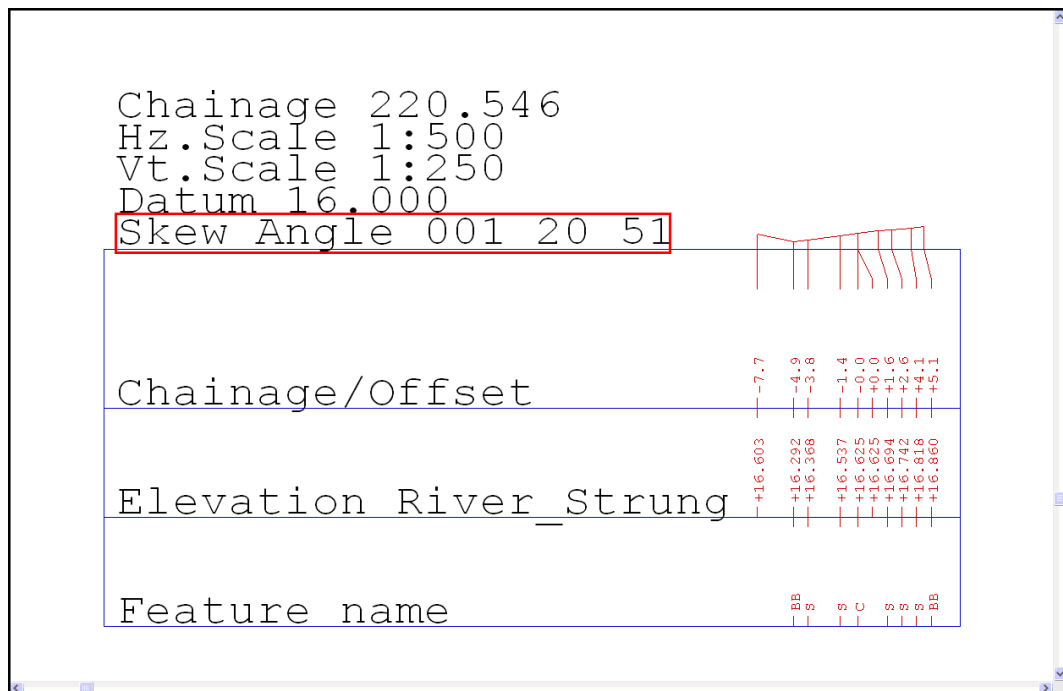 Chainage 220.546
Hz.Scale 1:500
Vt.Scale 1:250
Datum 16.000
Skew Angle 001 20 51
Chainage/Offset -7.7 -4.9 -3.8 -1.4 -0.0 +0.0 +1.6 +2.6 +4.1 +5.1
Elevation River_Strung +16.603 +16.292 +16.368 +16.537 +16.625 +16.625 +16.694 +16.742 +16.818 +16.860
Feature name BB S S C S S S BB